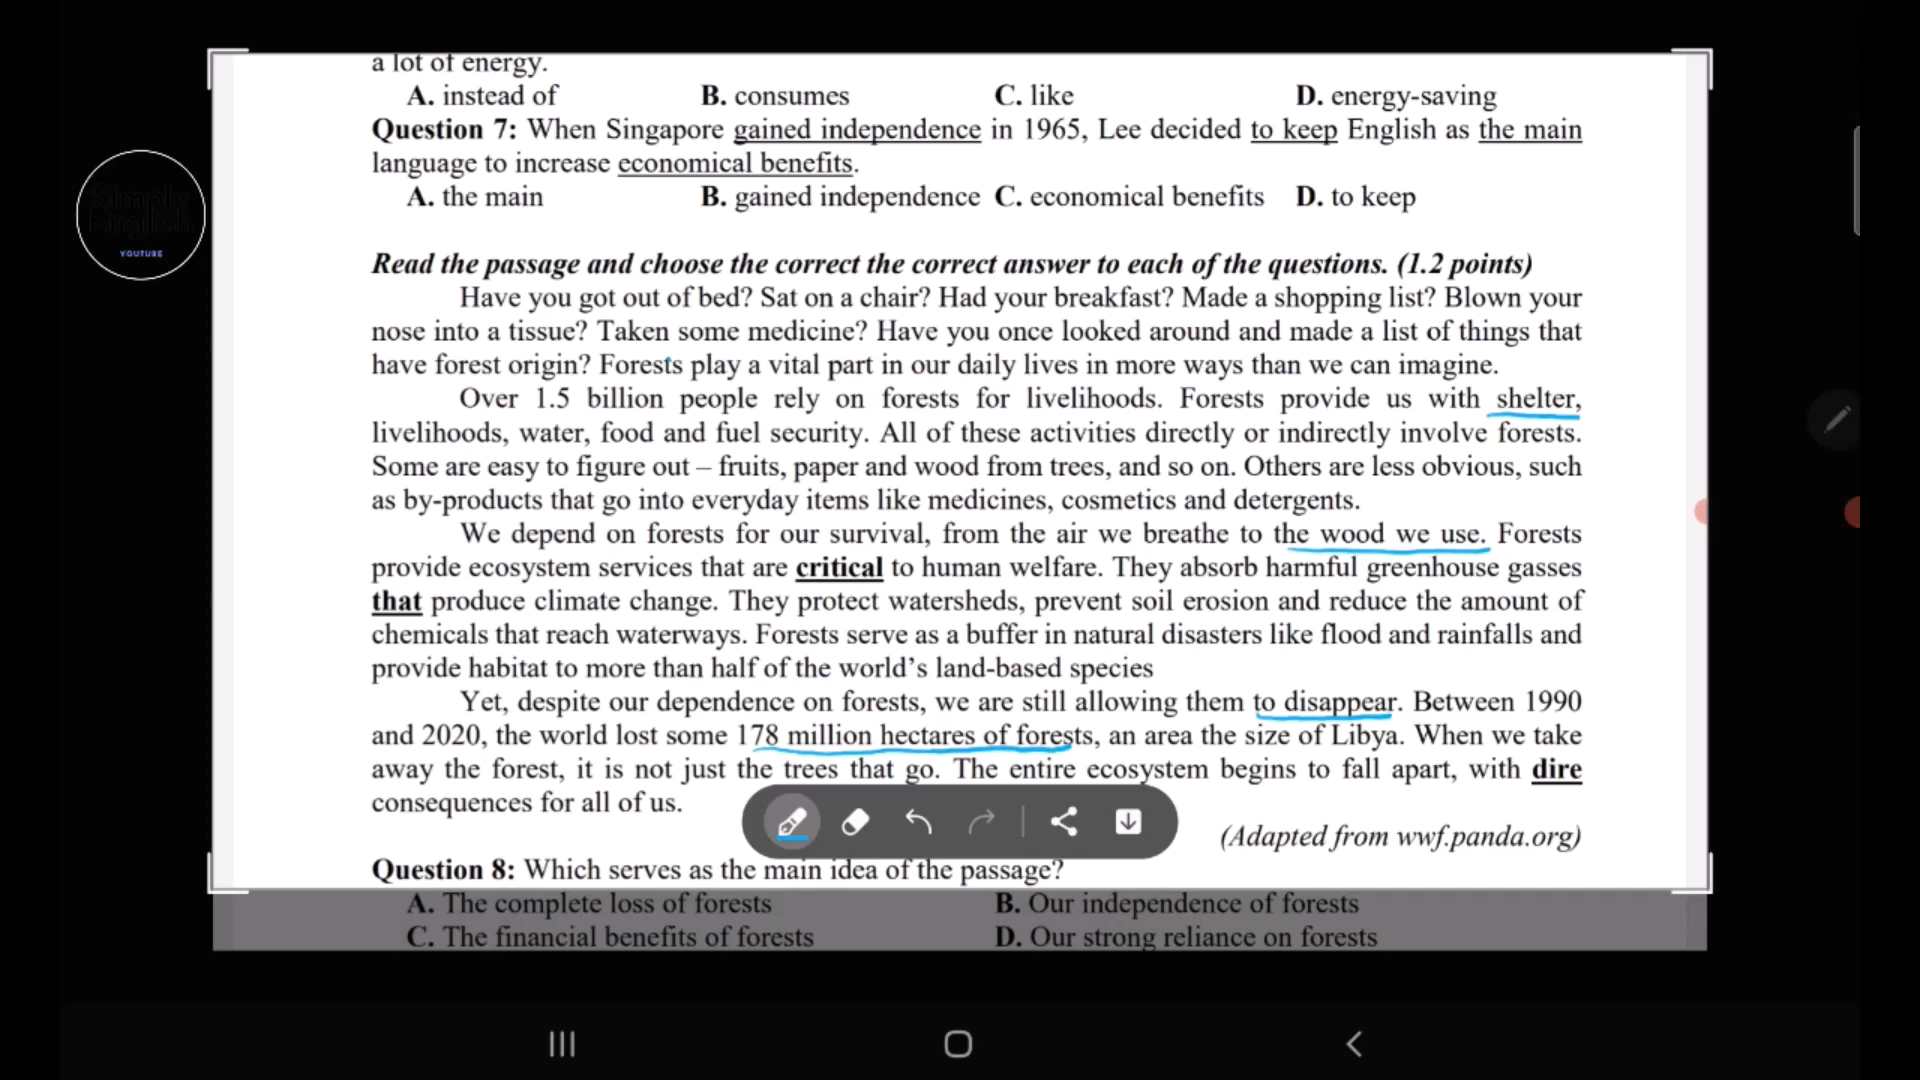 a lot of energy.
A. instead of B. consumes C. like D. energy-saving
Question 7: When Singapore gained independence in 1965, Lee decided to keep English as the main
language to increase economical benefits.
A. the main B. gained independence C. economical benefits D. to keep
Simply
English
YOUTUBE
Read the passage and choose the correct the correct answer to each of the questions. (1.2 points)
Have you got out of bed? Sat on a chair? Had your breakfast? Made a shopping list? Blown your
nose into a tissue? Taken some medicine? Have you once looked around and made a list of things that
have forest origin? Forests play a vital part in our daily lives in more ways than we can imagine.
Over 1.5 billion people rely on forests for livelihoods. Forests provide us with shelter,
livelihoods, water, food and fuel security. All of these activities directly or indirectly involve forests.
Some are easy to figure out – fruits, paper and wood from trees, and so on. Others are less obvious, such
as by-products that go into everyday items like medicines, cosmetics and detergents.
We depend on forests for our survival, from the air we breathe to the wood we use. Forests
provide ecosystem services that are critical to human welfare. They absorb harmful greenhouse gasses
that produce climate change. They protect watersheds, prevent soil erosion and reduce the amount of
chemicals that reach waterways. Forests serve as a buffer in natural disasters like flood and rainfalls and
provide habitat to more than half of the world's land-based species
Yet, despite our dependence on forests, we are still allowing them to disappear. Between 1990
and 2020, the world lost some 178 million hectares of forests, an area the size of Libya. When we take
away the forest, it is not just the trees that go. The entire ecosystem begins to fall apart, with dire
consequences for all of us.
(Adapted from wwf.panda.org)
Question 8: Which serves as the main idea of the passage?
A. The complete loss of forests B. Our independence of forests
C. The financial benefits of forests D. Our strong reliance on forests